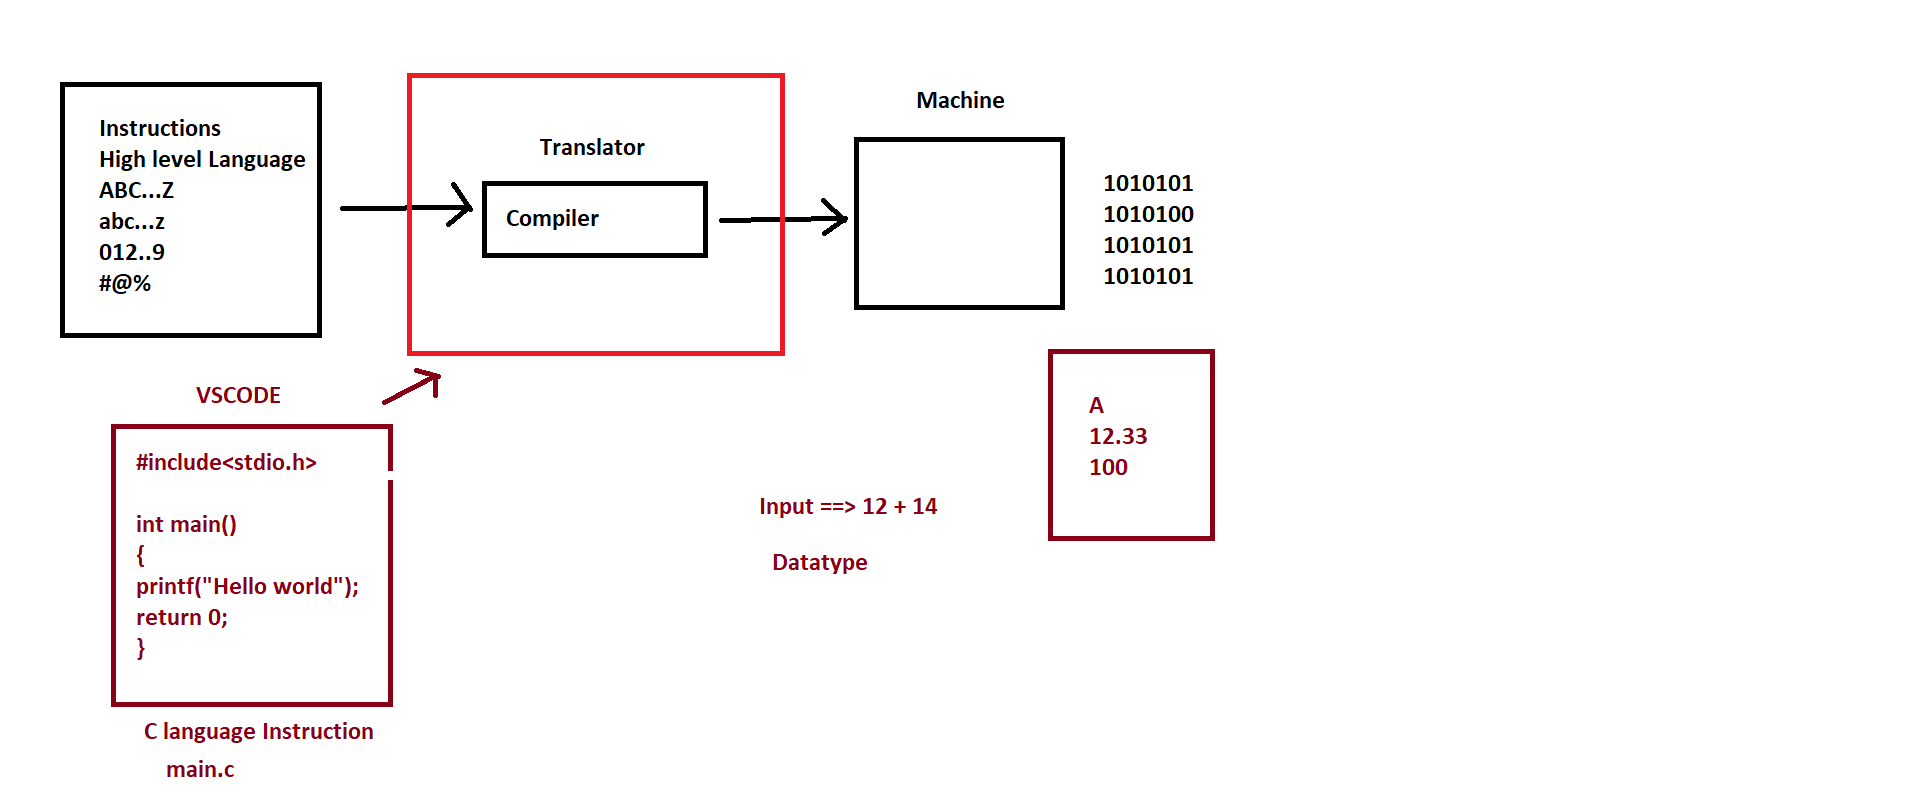 Instructions
High level Language
ABC...Z
abc...z
012..9
#@%
Translator
Compiler
Machine
1010101
1010100
1010101
1010101
VSCODE
#include<stdio.h>
int main()
{
printf("Hello world");
return 0;
}
C language Instruction
main.c
Input ==> 12 + 14
Datatype
A
12.33
100